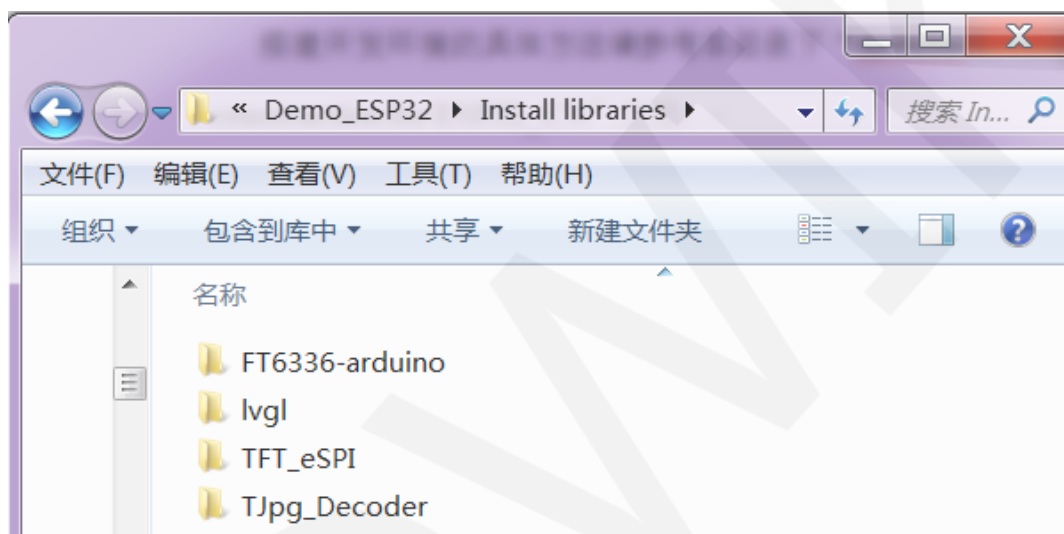 « Demo_ESP32 Install libraries 搜索 In...
文件(F) 编辑(E) 查看(V) 工具(T) 帮助(H)
组织 包含到库中 共享 新建文件夹
名称
FT6336-arduino
lvgl
TFT_eSPI
TJpg_Decoder